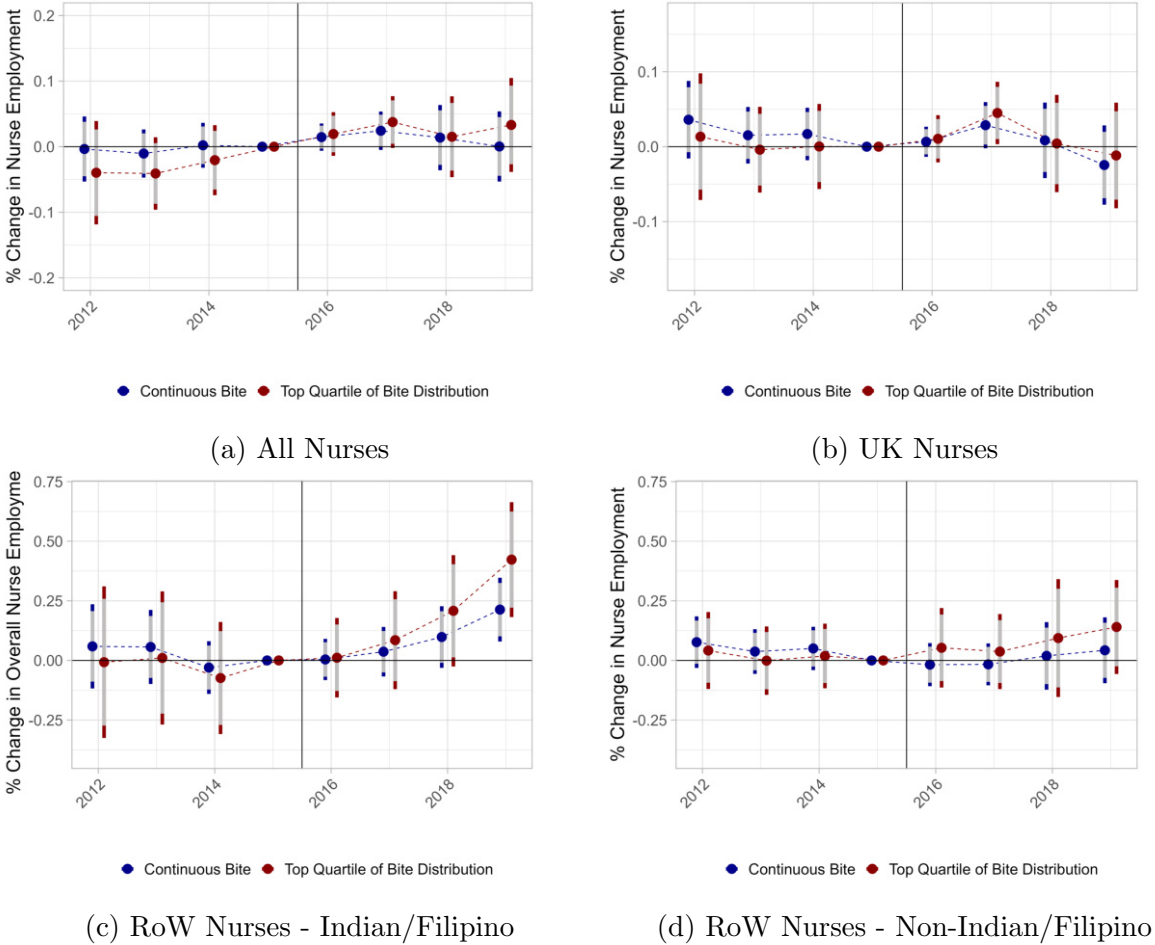 % Change in Nurse Employment
0.2
0.1
0.0
-0.1
-0.2
2012
2014
2016
2018
Continuous Bite
Top Quartile of Bite Distribution
(a) All Nurses
% Change in Nurse Employment
0.1
0.0
-0.1
2012
2014
2016
2018
Continuous Bite
Top Quartile of Bite Distribution
(b) UK Nurses
% Change in Overall Nurse Employme
0.75
0.50
0.25
0.00
-0.25
2012
2014
2016
2018
Continuous Bite
Top Quartile of Bite Distribution
(c) RoW Nurses - Indian/Filipino
% Change in Nurse Employment
0.75
0.50
0.25
0.00
-0.25
2012
2014
2016
2018
Continuous Bite
Top Quartile of Bite Distribution
(d) RoW Nurses - Non-Indian/Filipino